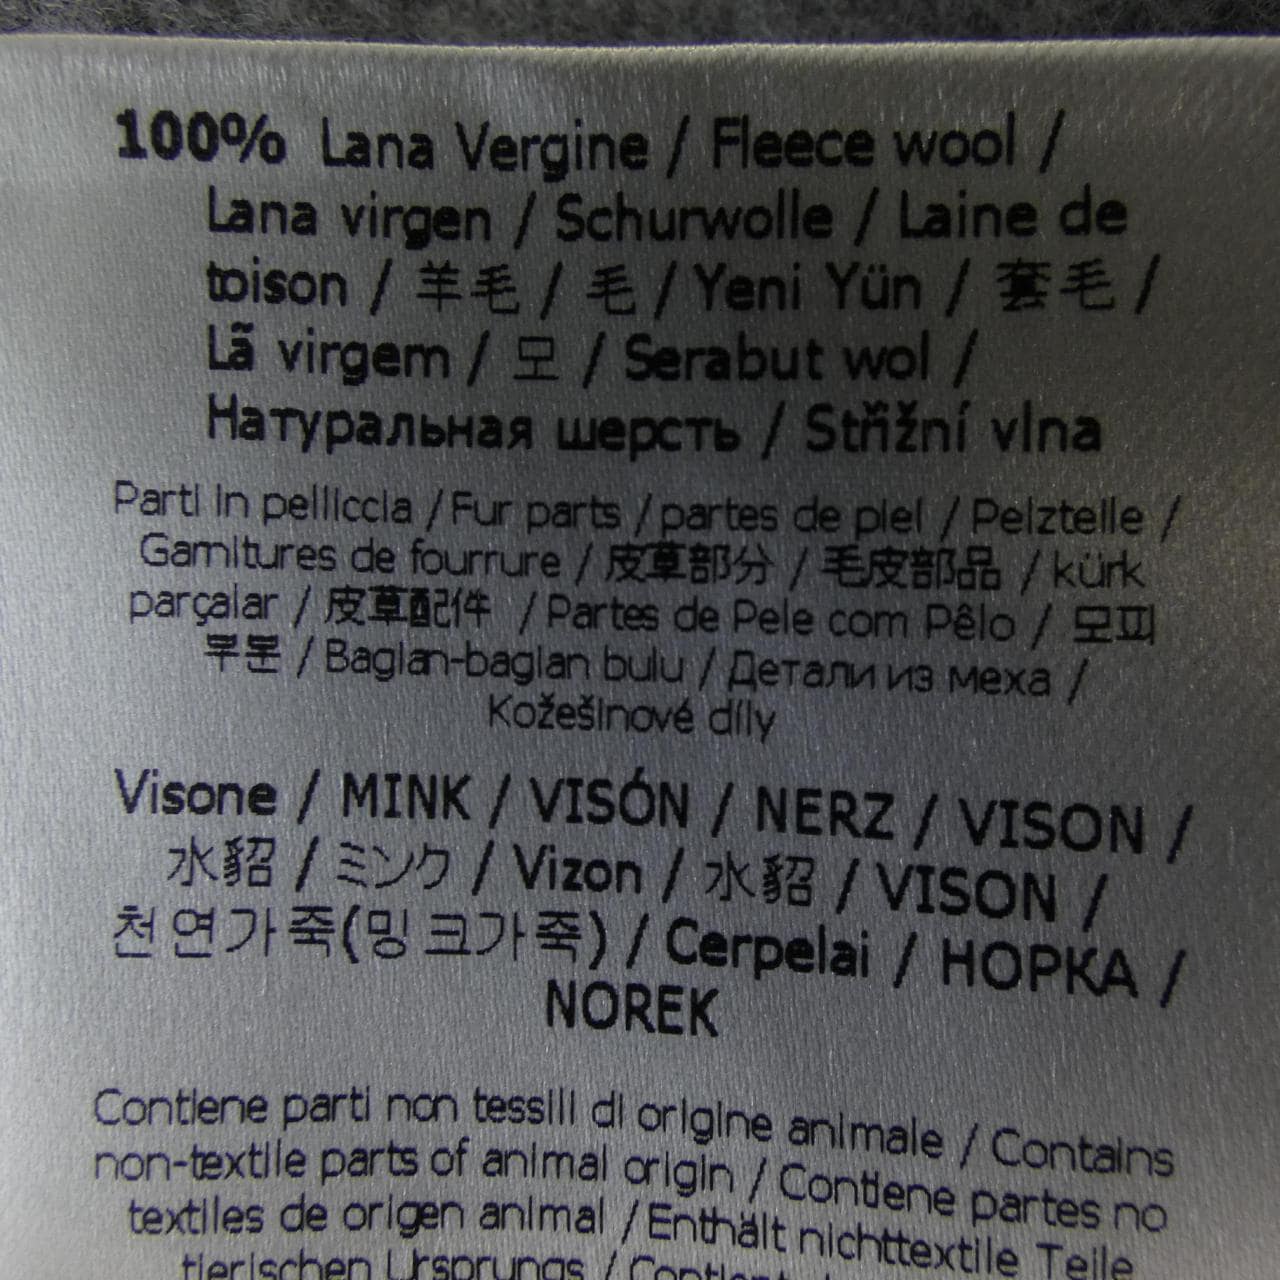 100% Lana Vergine / Fleece wool /
Lana virgen / Schurwolle / Laine de
toison / 羊毛 / 毛 / Yeni Yün / 套毛 /
Lã virgem / 모 / Serabut wol /
Натуральная шерсть / Střižní vlna
Parti in pelliccia / Fur parts / partes de piel / Pelzteile /
Garnitures de fourrure / 皮草部分 / 毛皮部品 / kürk
parçalar / 皮草配件 / Partes de Pele com Pêlo / 모피
부분 / Bagian-bagian bulu / Детали из меха /
Kožešinové díly
Visone / MINK / VISÓN / NERZ / VISON /
水貂 / ミンク / Vizon / 水貂 / VISON /
천연가죽(밍크가죽) / Cerpelai / НОРКА /
NOREK
Contiene parti non tessili di origine animale / Contains
non-textile parts of animal origin / Contiene partes no
textiles de origen animal / Enthält nichttextile Teile
tierischen Ursprungs /